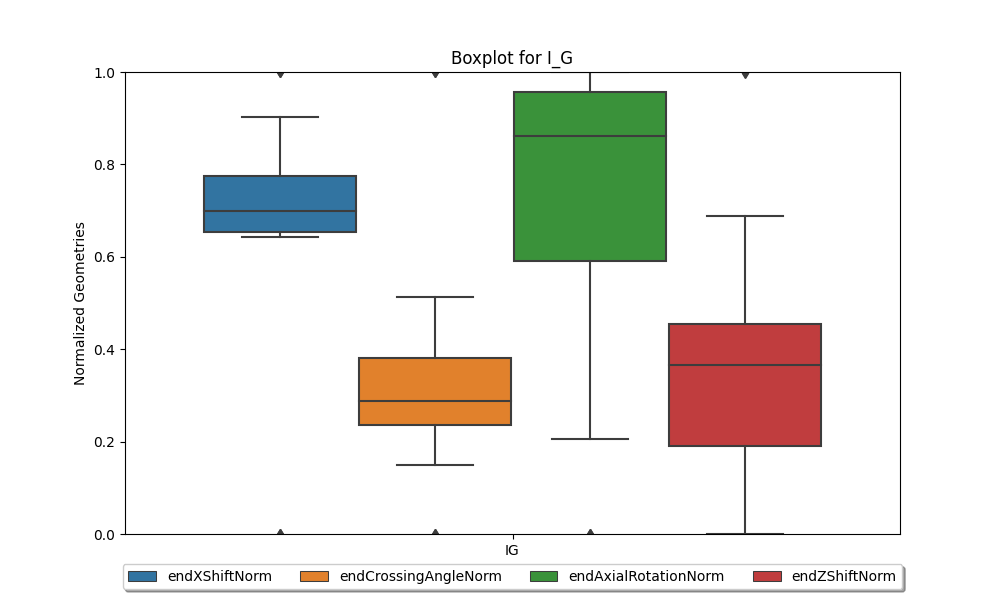 Boxplot for I_G
1.0
0.8
0.6
0.4
0.2
0.0
Normalized Geometries
IG
endXShiftNorm endCrossingAngleNorm endAxialRotationNorm endZShiftNorm